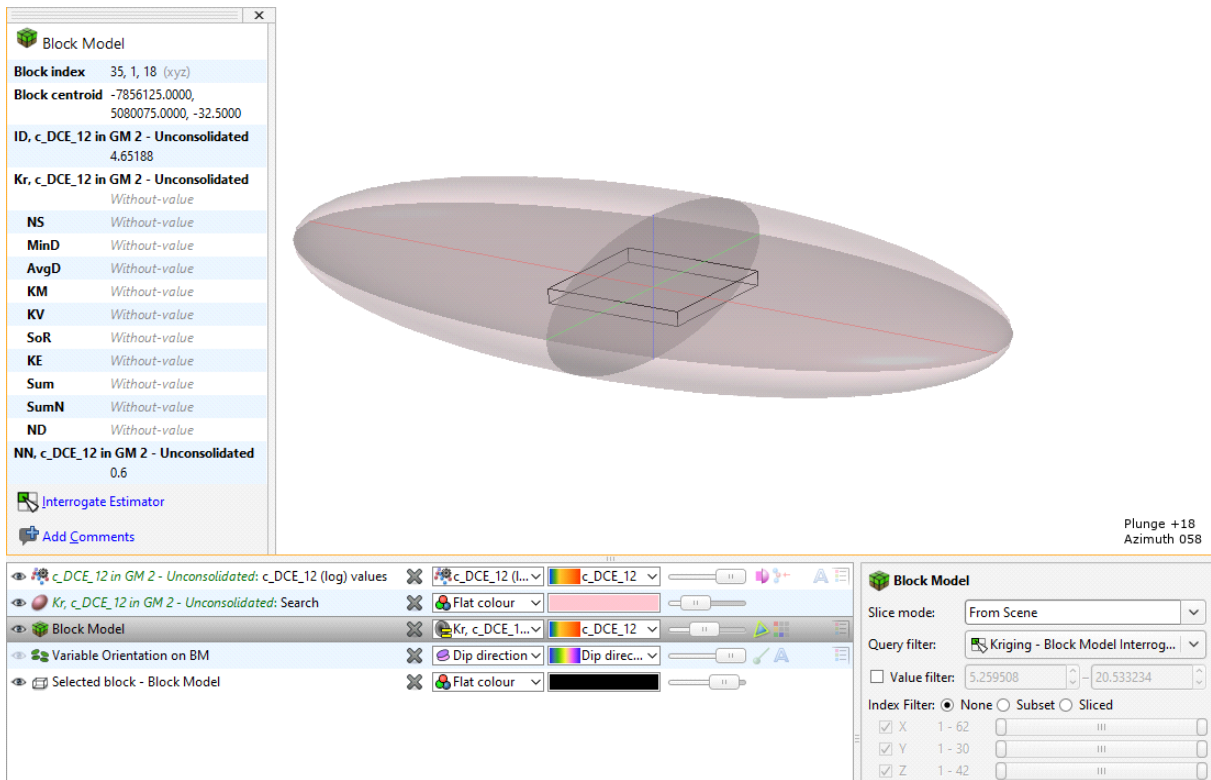 Block Model
Block index 35, 1, 18 (xyz)
Block centroid -7856125.0000,
5080075.0000, -32.5000
ID, c_DCE_12 in GM 2 - Unconsolidated
4.65188
Kr, c_DCE_12 in GM 2 - Unconsolidated
Without-value
NS Without-value
MinD Without-value
AvgD Without-value
KM Without-value
KV Without-value
SoR Without-value
KE Without-value
Sum Without-value
SumN Without-value
ND Without-value
NN, c_DCE_12 in GM 2 - Unconsolidated
0.6
Interrogate Estimator
Add Comments
Plunge +18
Azimuth 058
c_DCE_12 in GM 2 - Unconsolidated: c_DCE_12 (log) values c_DCE_12 (l... c_DCE_12
Kr, c_DCE_12 in GM 2 - Unconsolidated: Search Flat colour
Block Model Kr, c_DCE_1... c_DCE_12
Variable Orientation on BM Dip direction Dip direc...
Selected block - Block Model Flat colour
Block Model
Slice mode: From Scene
Query filter: Kriging - Block Model Interrog...
Value filter: 5.259508 – 20.533234
Index Filter: None Subset Sliced
X 1 - 62
Y 1 - 30
Z 1 - 42